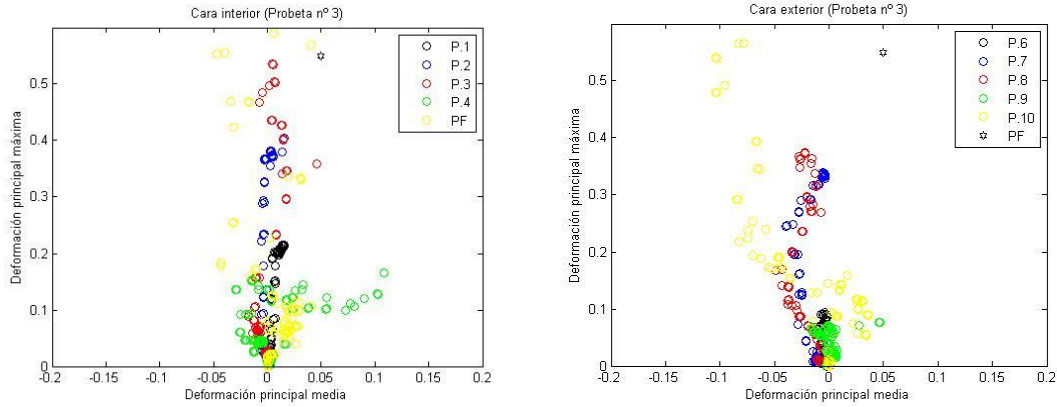 Cara interior (Probeta nº 3)
Deformación principal máxima
0.5
0.4
0.3
0.2
0.1
0
P.1
P.2
P.3
P.4
PF
-0.2
-0.15
-0.1
-0.05
0
0.05
0.1
0.15
0.2
Deformación principal media
Cara exterior (Probeta nº 3)
Deformación principal máxima
0.5
0.4
0.3
0.2
0.1
0
P.6
P.7
P.8
P.9
P.10
PF
-0.2
-0.15
-0.1
-0.05
0
0.05
0.1
0.15
0.2
Deformación principal media